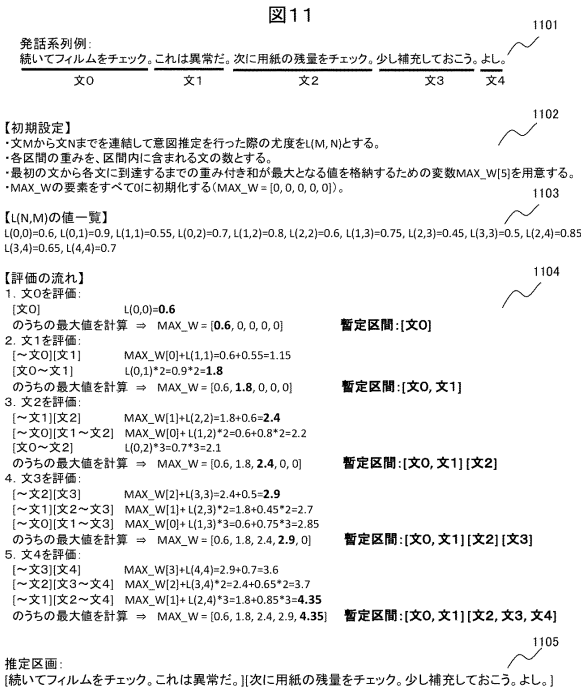 図11
1101
発話系列例：
続いてフィルムをチェック。これは異常だ。次に用紙の残量をチェック。少し補充しておこう。よし。
文0 文1 文2 文3 文4
1102
【初期設定】
・文Mから文Nまでを連結して意図推定を行った際の尤度をL(M, N)とする。
・各区間の重みを、区間内に含まれる文の数とする。
・最初の文から各文に到達するまでの重み付き和が最大となる値を格納するための変数MAX_W[5]を用意する。
・MAX_Wの要素をすべて0に初期化する（MAX_W = [0, 0, 0, 0, 0]）。
1103
【L(N,M)の値一覧】
L(0,0)=0.6, L(0,1)=0.9, L(1,1)=0.55, L(0,2)=0.7, L(1,2)=0.8, L(2,2)=0.6, L(1,3)=0.75, L(2,3)=0.45, L(3,3)=0.5, L(2,4)=0.85
L(3,4)=0.65, L(4,4)=0.7
1104
【評価の流れ】
1. 文0を評価：
[文0] L(0,0)=0.6
のうちの最大値を計算 ⇒ MAX_W = [0.6, 0, 0, 0, 0] 暫定区間：[文0]
2. 文1を評価：
[～文0][文1] MAX_W[0]+L(1,1)=0.6+0.55=1.15
[文0～文1] L(0,1)*2=0.9*2=1.8
のうちの最大値を計算 ⇒ MAX_W = [0.6, 1.8, 0, 0, 0] 暫定区間：[文0, 文1]
3. 文2を評価：
[～文1][文2] MAX_W[1]+L(2,2)=1.8+0.6=2.4
[～文0][文1～文2] MAX_W[0]+ L(1,2)*2=0.6+0.8*2=2.2
[文0～文2] L(0,2)*3=0.7*3=2.1
のうちの最大値を計算 ⇒ MAX_W = [0.6, 1.8, 2.4, 0, 0] 暫定区間：[文0, 文1] [文2]
4. 文3を評価：
[～文2][文3] MAX_W[2]+L(3,3)=2.4+0.5=2.9
[～文1][文2～文3] MAX_W[1]+L(2,3)*2=1.8+0.45*2=2.7
[～文0][文1～文3] MAX_W[0]+L(1,3)*3=0.6+0.75*3=2.85
のうちの最大値を計算 ⇒ MAX_W = [0.6, 1.8, 2.4, 2.9, 0] 暫定区間：[文0, 文1] [文2] [文3]
5. 文4を評価：
[～文3][文4] MAX_W[3]+L(4,4)=2.9+0.7=3.6
[～文2][文3～文4] MAX_W[2]+L(3,4)*2=2.4+0.65*2=3.7
[～文1][文2～文4] MAX_W[1]+ L(2,4)*3=1.8+0.85*3=4.35
のうちの最大値を計算 ⇒ MAX_W = [0.6, 1.8, 2.4, 2.9, 4.35] 暫定区間：[文0, 文1] [文2, 文3, 文4]
1105
推定区画：
[続いてフィルムをチェック。これは異常だ。][次に用紙の残量をチェック。少し補充しておこう。よし。]